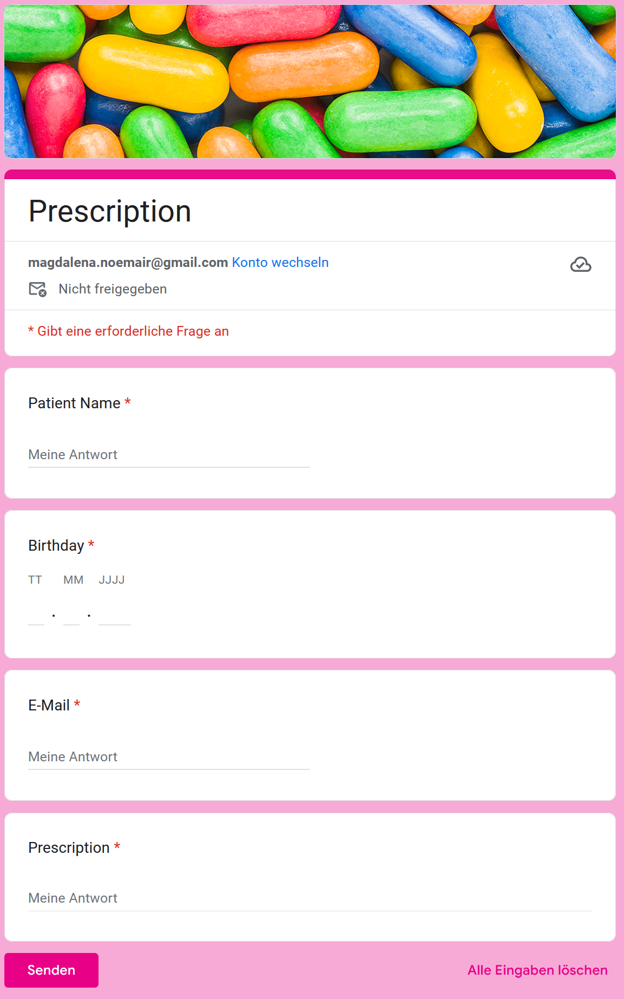 Prescription
magdalena.noemair@gmail.com Konto wechseln
Nicht freigegeben
* Gibt eine erforderliche Frage an
Patient Name *
Meine Antwort
Birthday *
TT MM JJJJ
. .
E-Mail *
Meine Antwort
Prescription *
Meine Antwort
Senden Alle Eingaben löschen